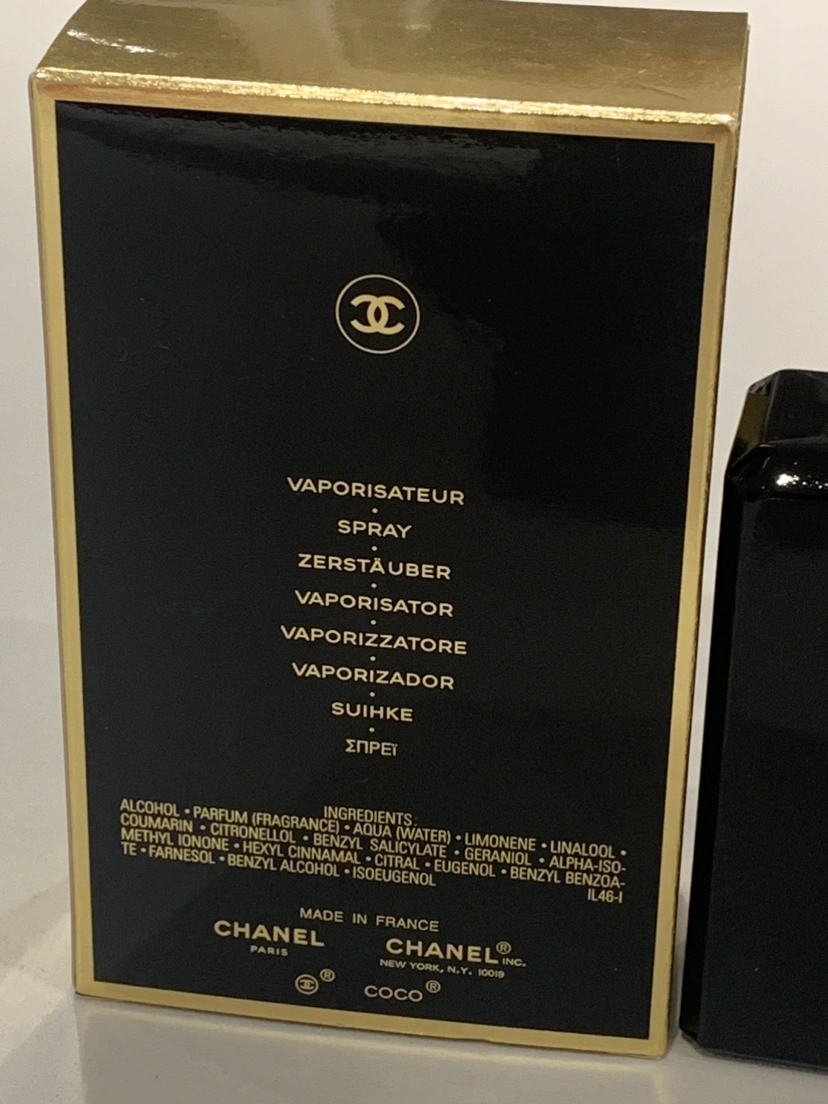 VAPORISATEUR
SPRAY
ZERSTÄUBER
VAPORISATOR
VAPORIZZATORE
VAPORIZADOR
SUIHKE
ΣΠΡΕΪ
INGREDIENTS:
ALCOHOL • PARFUM (FRAGRANCE) • AQUA (WATER) • LIMONENE • LINALOOL •
COUMARIN • CITRONELLOL • BENZYL SALICYLATE • GERANIOL • ALPHA-ISO-
METHYL IONONE • HEXYL CINNAMAL • CITRAL • EUGENOL • BENZYL BENZOA-
TE • FARNESOL • BENZYL ALCOHOL • ISOEUGENOL
IL46-I
MADE IN FRANCE
CHANEL
PARIS
CHANEL® INC.
NEW YORK, N.Y. 10019
® COCO®